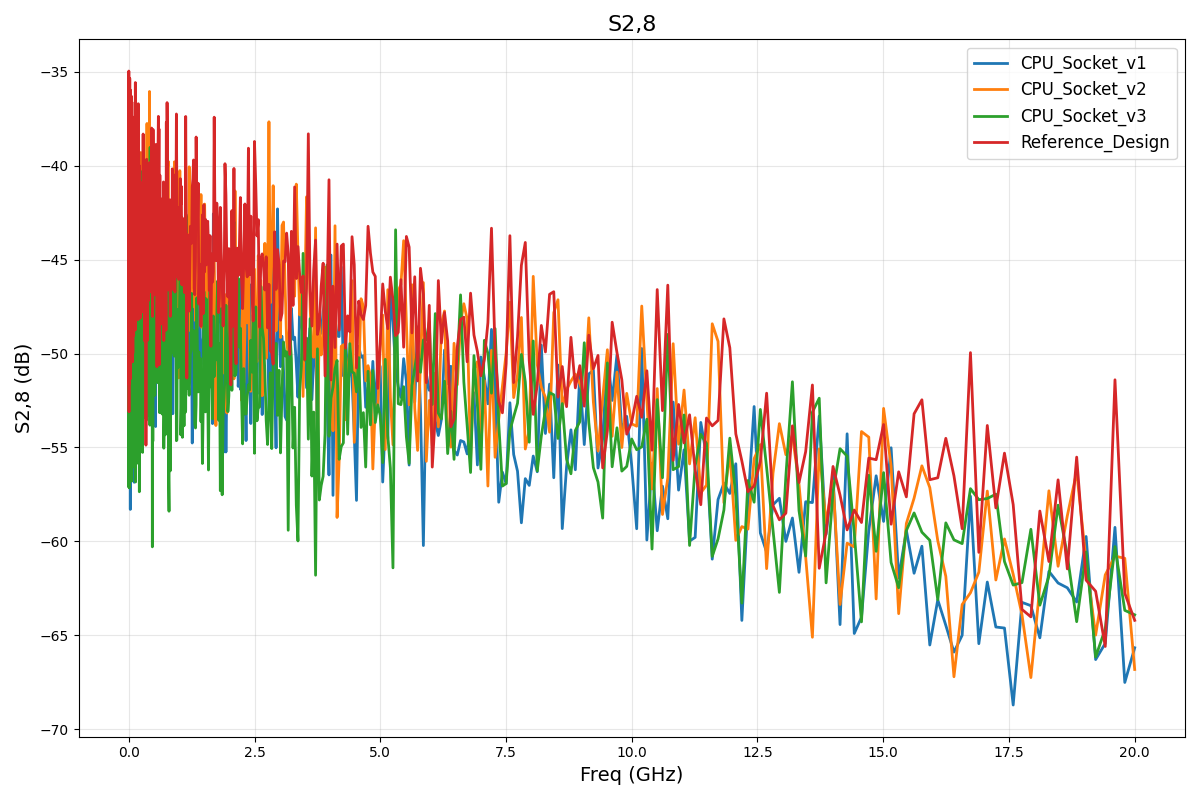 S2,8
CPU_Socket_v1
CPU_Socket_v2
CPU_Socket_v3
Reference_Design
−35
−40
−45
−50
−55
−60
−65
−70
S2,8 (dB)
0.0 2.5 5.0 7.5 10.0 12.5 15.0 17.5 20.0
Freq (GHz)